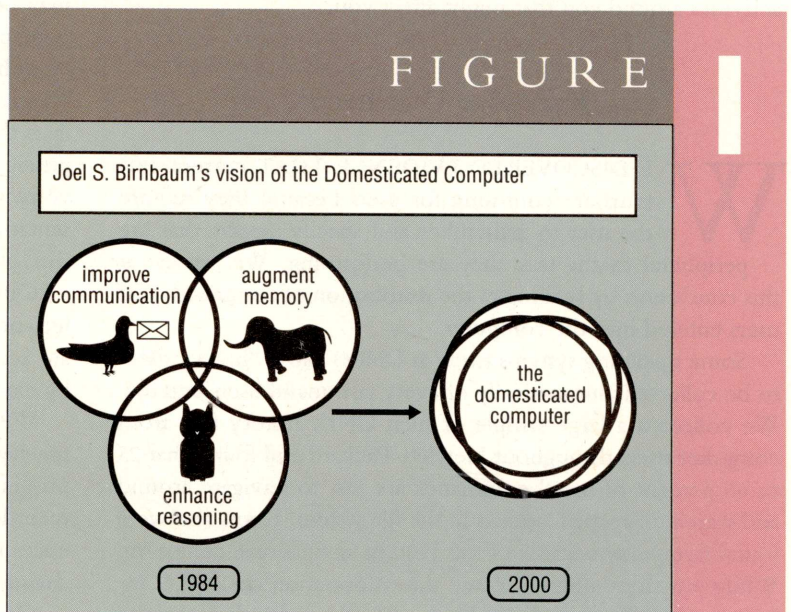 FIGURE
I
W
Joel S. Birnbaum's vision of the Domesticated Computer
improve
communication
augment
memory
enhance
reasoning
the
domesticated
computer
1984
2000